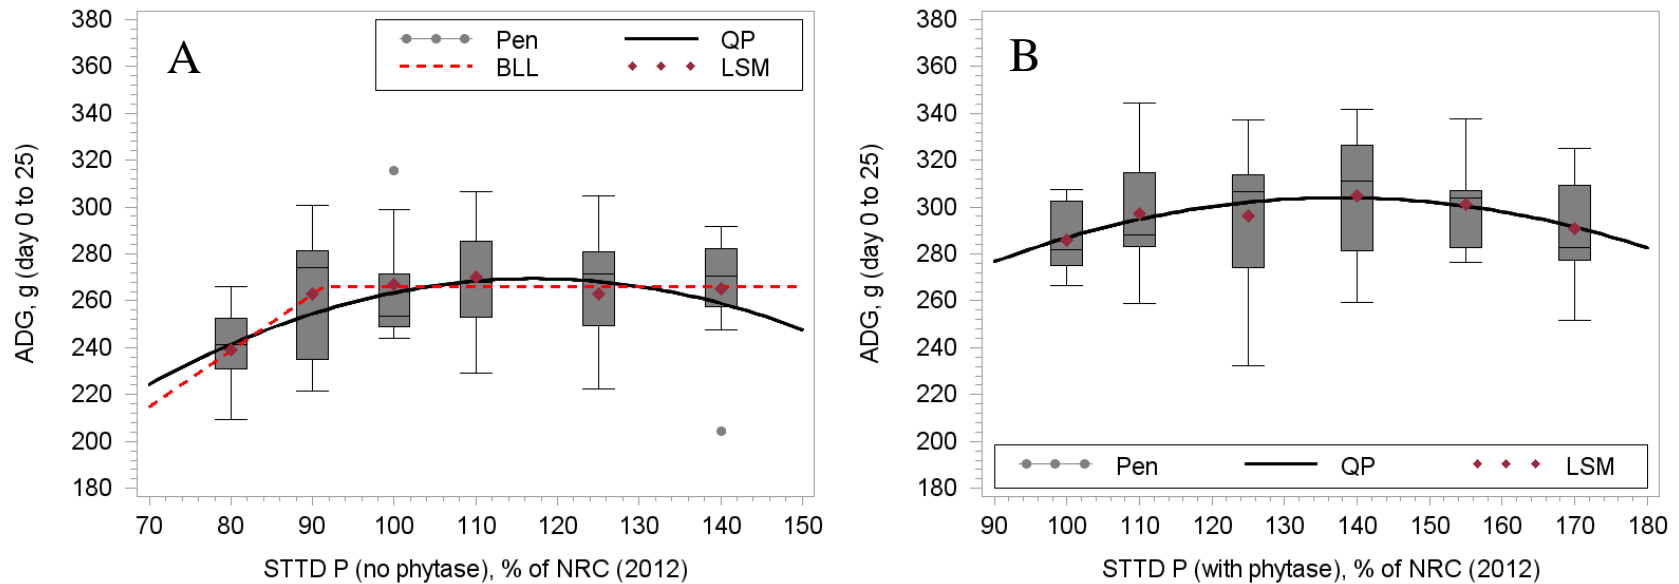 A
Pen
QP
BLL
LSM
380
360
340
320
300
280
260
240
220
200
180
ADG, g (day 0 to 25)
70 80 90 100 110 120 130 140 150
STTD P (no phytase), % of NRC (2012)
B
380
360
340
320
300
280
260
240
220
200
180
ADG, g (day 0 to 25)
Pen QP LSM
90 100 110 120 130 140 150 160 170 180
STTD P (with phytase), % of NRC (2012)